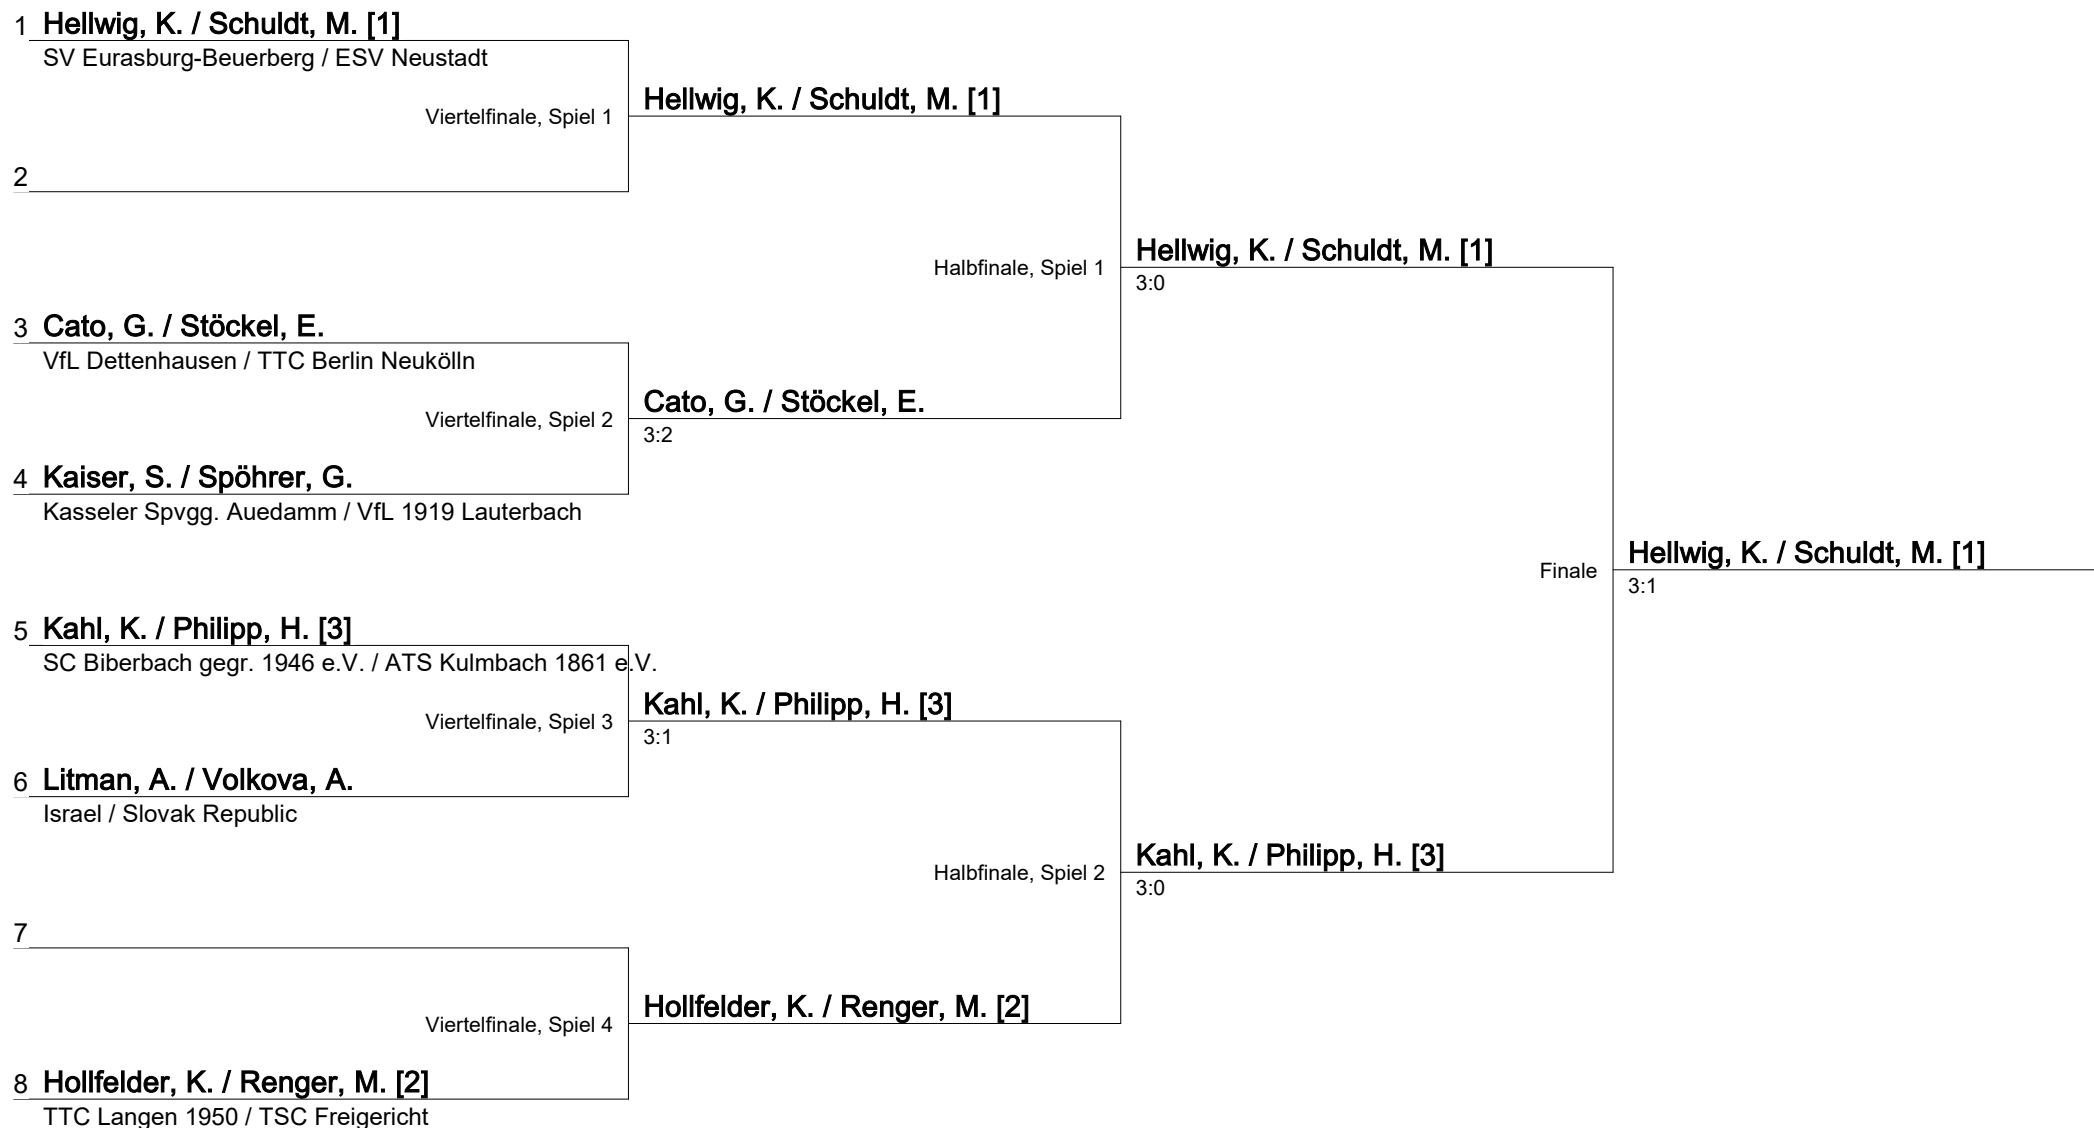 1 Hellwig, K. / Schuldt, M. [1]
SV Eurasburg-Beuerberg / ESV Neustadt
Viertelfinale, Spiel 1
Hellwig, K. / Schuldt, M. [1]
2
Halbfinale, Spiel 1
Hellwig, K. / Schuldt, M. [1]
3:0
3 Cato, G. / Stöckel, E.
VfL Dettenhausen / TTC Berlin Neukölln
Viertelfinale, Spiel 2
Cato, G. / Stöckel, E.
3:2
4 Kaiser, S. / Spöhrer, G.
Kasseler Spvgg. Auedamm / VfL 1919 Lauterbach
Finale
Hellwig, K. / Schuldt, M. [1]
3:1
5 Kahl, K. / Philipp, H. [3]
SC Biberbach gegr. 1946 e.V. / ATS Kulmbach 1861 e.V.
Viertelfinale, Spiel 3
Kahl, K. / Philipp, H. [3]
3:1
6 Litman, A. / Volkova, A.
Israel / Slovak Republic
Halbfinale, Spiel 2
Kahl, K. / Philipp, H. [3]
3:0
7
Viertelfinale, Spiel 4
Hollfelder, K. / Renger, M. [2]
8 Hollfelder, K. / Renger, M. [2]
TTC Langen 1950 / TSC Freigericht